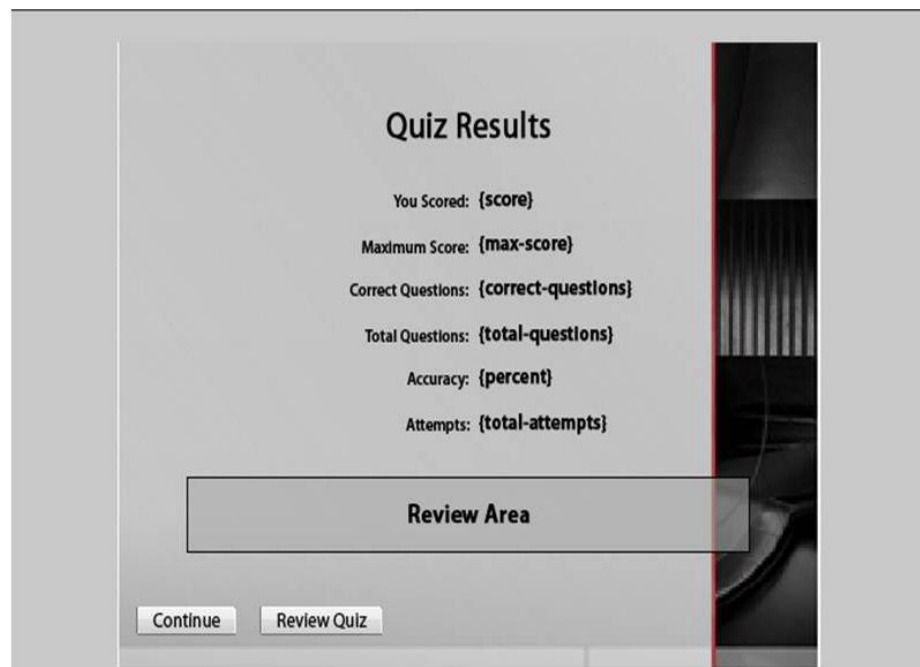 Quiz Results
You Scored: {score}
Maximum Score: {max-score}
Correct Questions: {correct-questions}
Total Questions: {total-questions}
Accuracy: {percent}
Attempts: {total-attempts}
Review Area
Continue Review Quiz